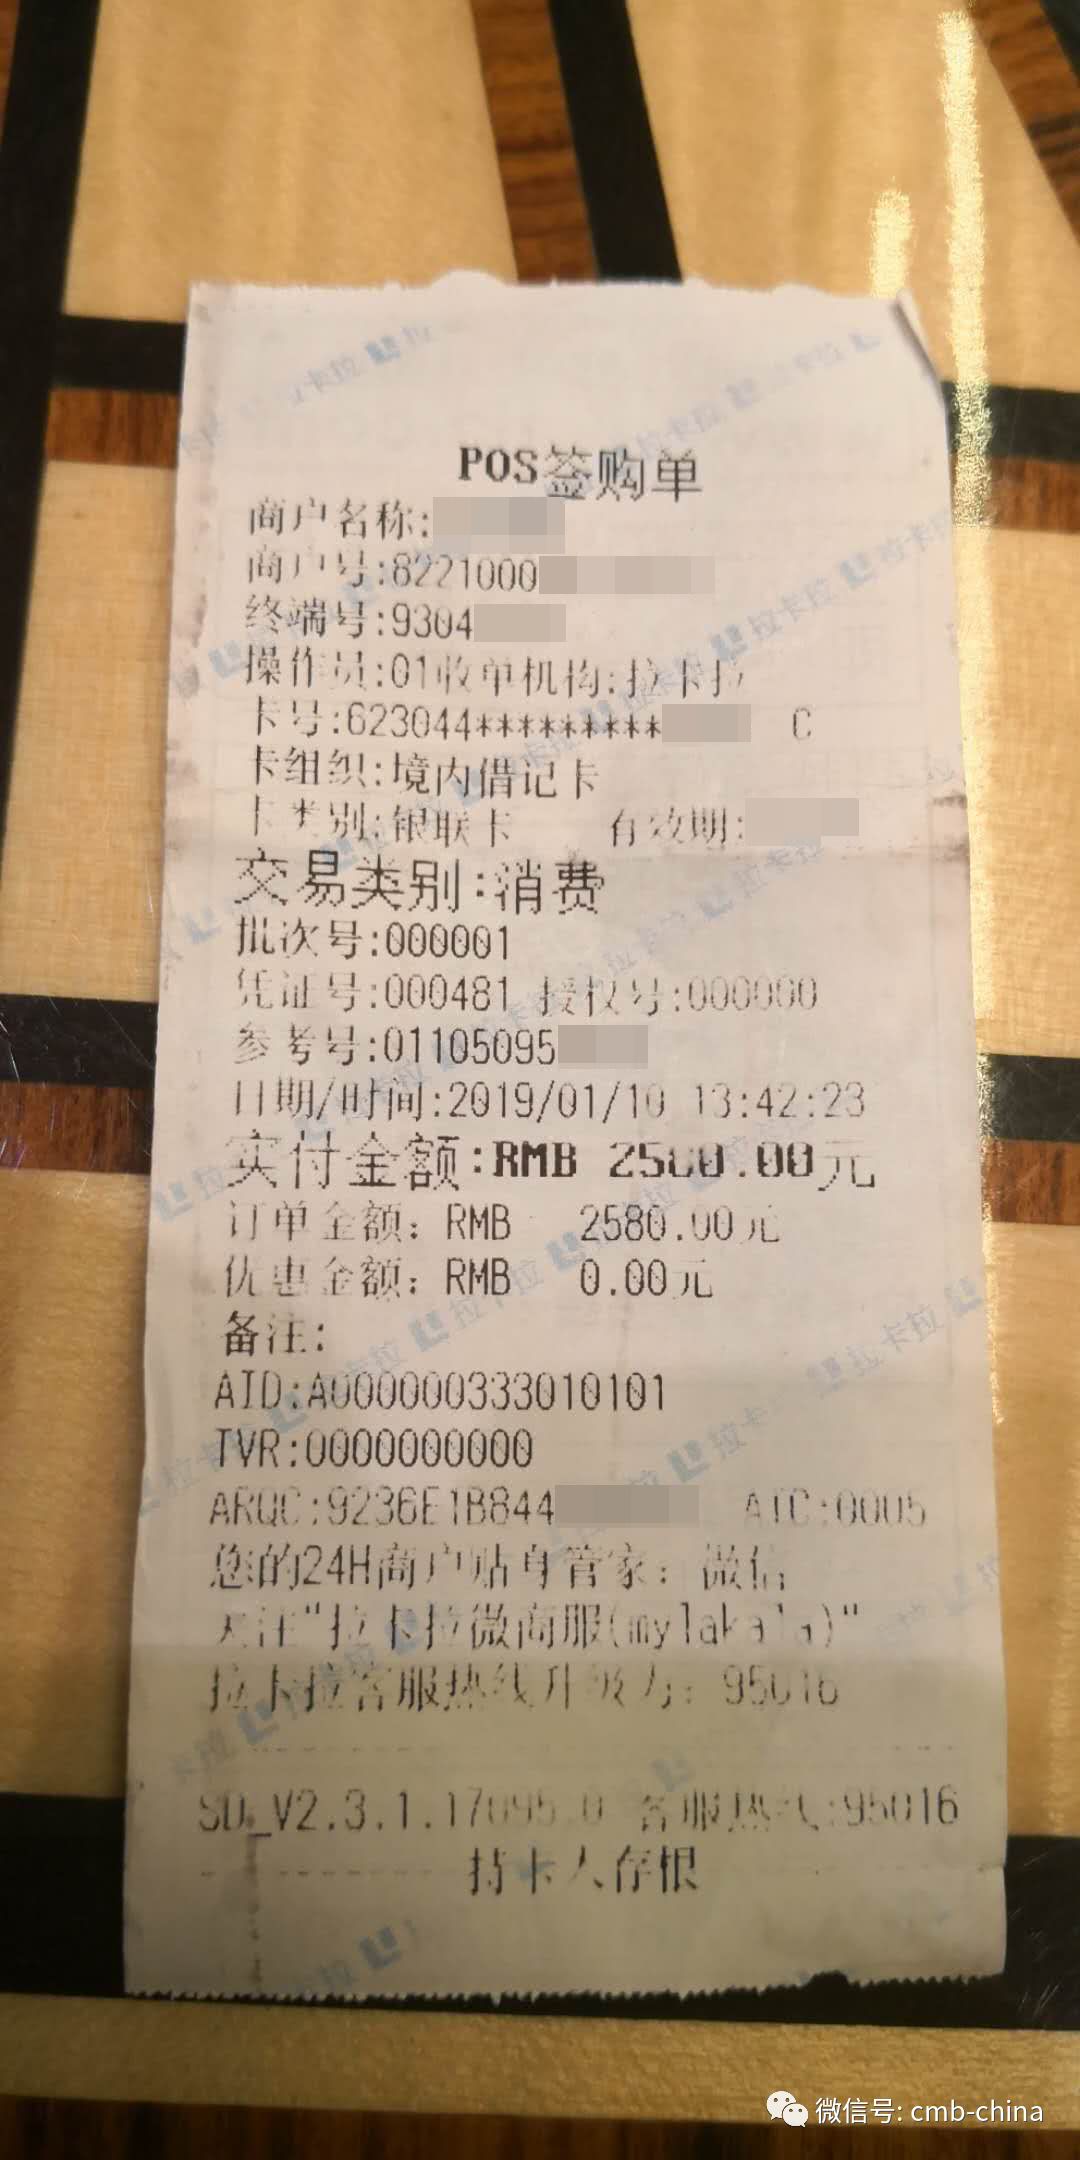 POS签购单
商户名称:
商户号:8221000
终端号:9304
操作员:01收单机构:拉卡拉
卡号:623044********* C
卡组织:境内借记卡
卡类别:银联卡 有效期:
交易类别:消费
批次号:000001
凭证号:000481 授权号:000000
参考号:01105095
日期/时间:2019/01/10 13:42:23
实付金额:RMB 2580.00元
订单金额: RMB 2580.00元
优惠金额: RMB 0.00元
备注:
AID:A000000333010101
TVR:0000000000
ARQC:9236E1B844 ATC:0005
您的24H商户贴身管家: 微信
关注"拉卡拉微商服(mylakala)"
拉卡拉客服热线升级为: 95016
SD_V2.3.1.17095.0 客服热线:95016
持卡人存根
微信号: cmb-china